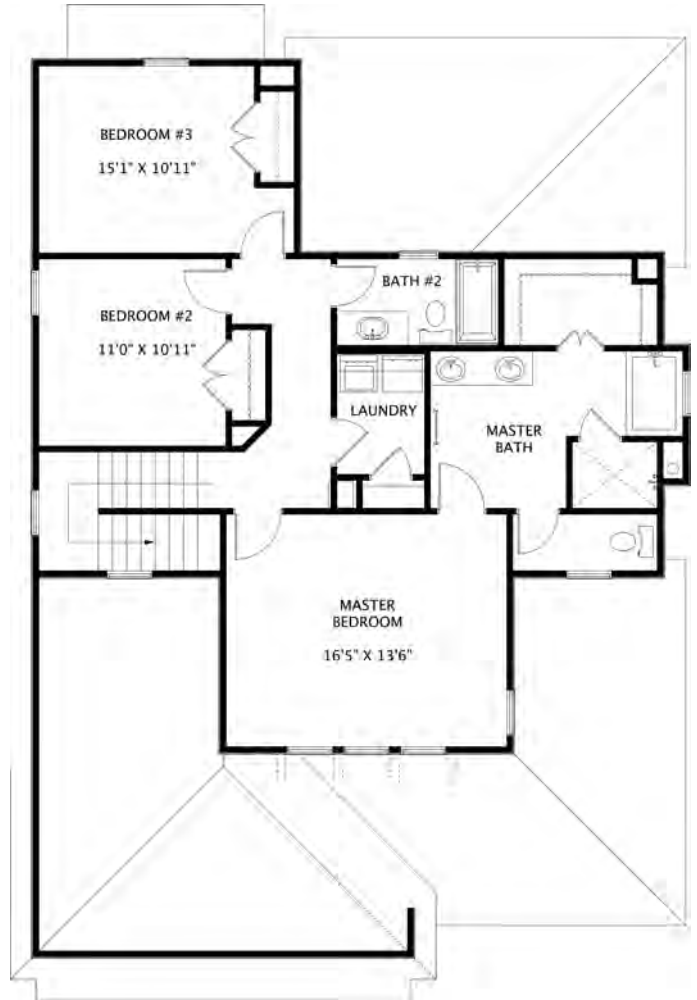 BEDROOM #3
15'1" X 10'11"
BATH #2
BEDROOM #2
11'0" X 10'11"
LAUNDRY
MASTER
BATH
MASTER
BEDROOM
16'5" X 13'6"